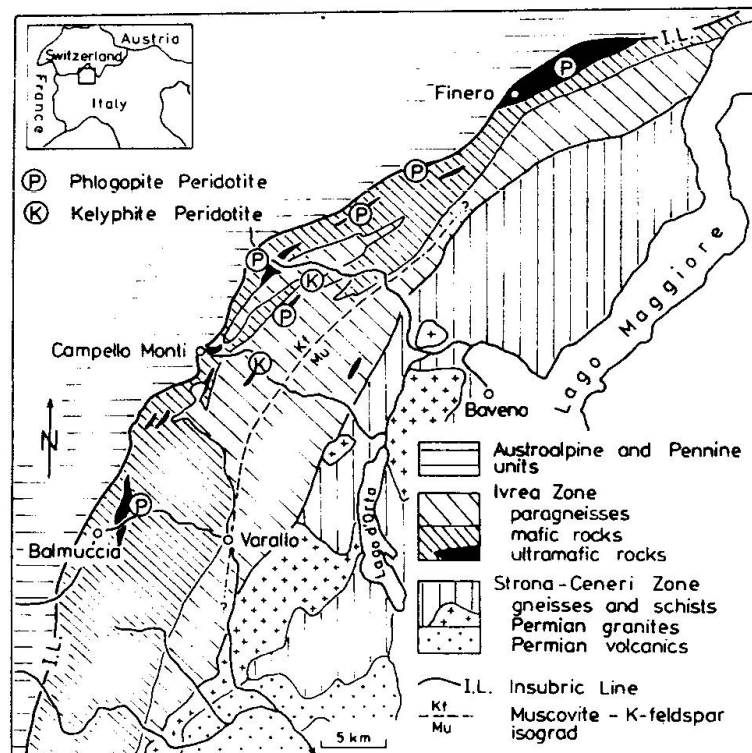 Austria
Switzerland
France
Italy
I.L.
P
Finero
P Phlogopite Peridotite
K Kelyphite Peridotite
P
P
?
P
K
P
Campello Monti
Kf
Mu
K
Baveno
Lago Maggiore
N
P
Balmuccia
Varallo
Lago d'Orta
?
I.L.
5 km
Austroalpine and Pennine
units
Ivrea Zone
paragneisses
mafic rocks
ultramafic rocks
Strona-Ceneri Zone
gneisses and schists
Permian granites
Permian volcanics
I.L. Insubric Line
Kf
Mu
Muscovite - K-feldspar
isograd